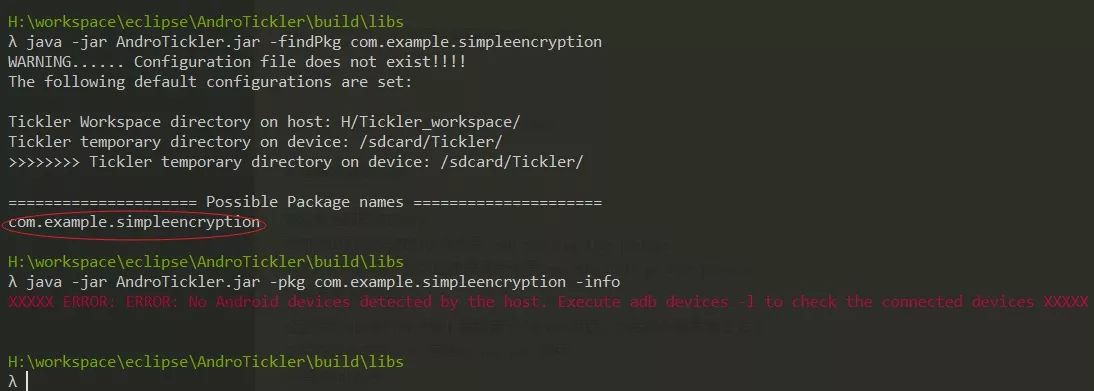 H:\workspace\eclipse\AndroTickler\build\libs
λ java -jar AndroTickler.jar -findPkg com.example.simpleencryption
WARNING...... Configuration file does not exist!!!!
The following default configurations are set:
Tickler Workspace directory on host: H/Tickler_workspace/
Tickler temporary directory on device: /sdcard/Tickler/
>>>>>>>> Tickler temporary directory on device: /sdcard/Tickler/
===================== Possible Package names =====================
com.example.simpleencryption
H:\workspace\eclipse\AndroTickler\build\libs
λ java -jar AndroTickler.jar -pkg com.example.simpleencryption -info
XXXXX ERROR: ERROR: No Android devices detected by the host. Execute adb devices -l to check the connected devices XXXXX
H:\workspace\eclipse\AndroTickler\build\libs
λ